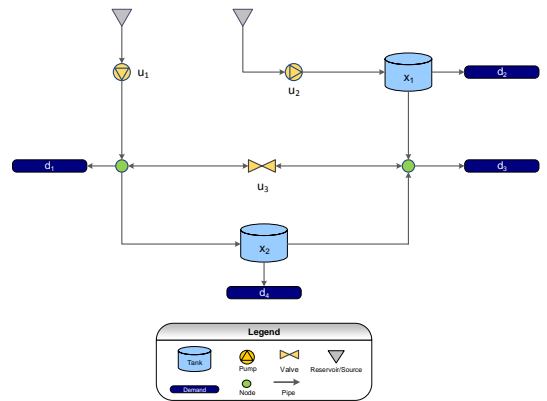 u1
u2
x1
d2
d1
d3
u3
x2
d4
Legend
Tank
Pump
Valve
Reservoir/Source
Demand
Node
Pipe